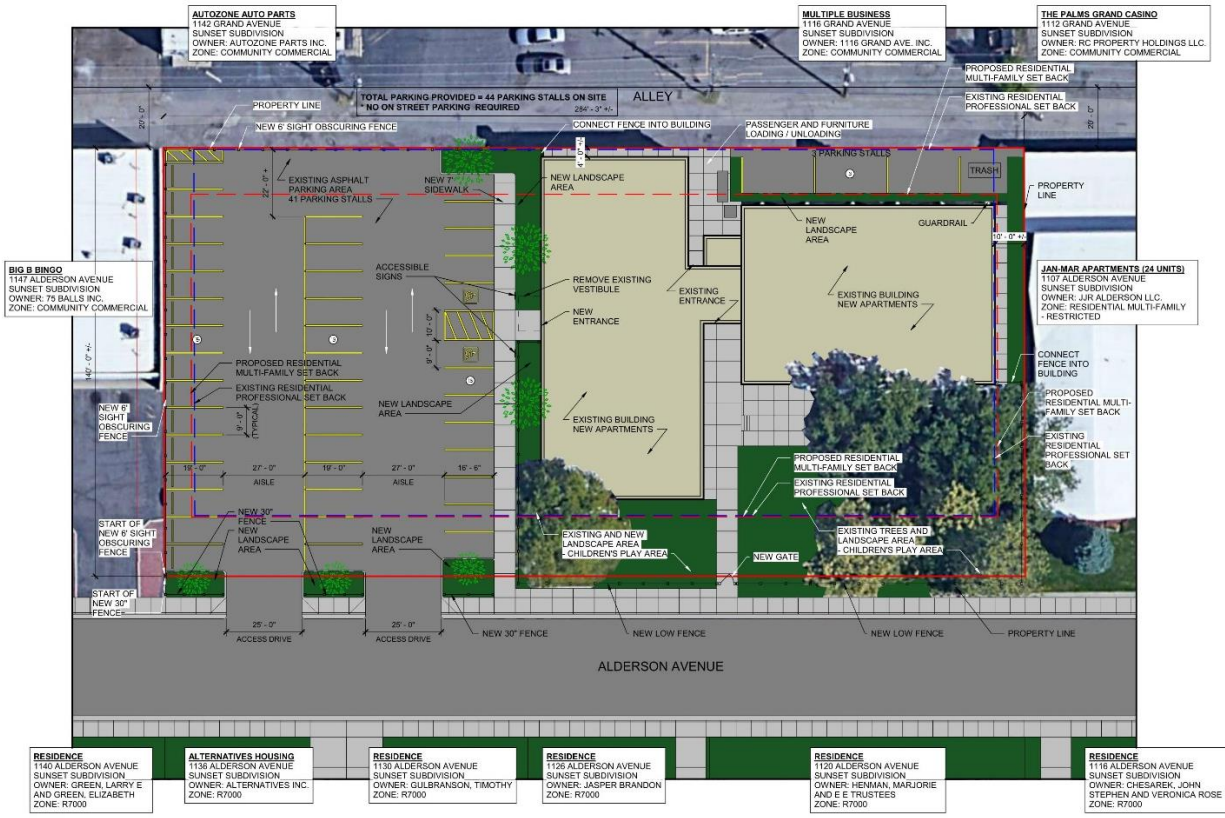 AUTOZONE AUTO PARTS
1142 GRAND AVENUE
SUNSET SUBDIVISION
OWNER: AUTOZONE PARTS INC.
ZONE: COMMUNITY COMMERCIAL
MULTIPLE BUSINESS
1116 GRAND AVENUE
SUNSET SUBDIVISION
OWNER: 1116 GRAND AVE. INC.
ZONE: COMMUNITY COMMERCIAL
THE PALMS GRAND CASINO
1112 GRAND AVENUE
SUNSET SUBDIVISION
OWNER: RC PROPERTY HOLDINGS LLC.
ZONE: COMMUNITY COMMERCIAL
PROPOSED RESIDENTIAL
MULTI-FAMILY SET BACK
TOTAL PARKING PROVIDED = 44 PARKING STALLS ON SITE
* NO ON STREET PARKING REQUIRED
ALLEY
284' - 3" +/-
EXISTING RESIDENTIAL
PROFESSIONAL SET BACK
PROPERTY LINE
20' - 0"
20' - 0"
NEW 6' SIGHT OBSCURING FENCE
CONNECT FENCE INTO BUILDING
PASSENGER AND FURNITURE
LOADING / UNLOADING
4' - 0" +/-
3 PARKING STALLS
3
TRASH
EXISTING ASPHALT
PARKING AREA
41 PARKING STALLS
22' - 0" +
NEW 7'
SIDEWALK
NEW LANDSCAPE
AREA
PROPERTY
LINE
NEW
LANDSCAPE
AREA
GUARDRAIL
10' - 0" +/-
BIG B BINGO
1147 ALDERSON AVENUE
SUNSET SUBDIVISION
OWNER: 75 BALLS INC.
ZONE: COMMUNITY COMMERCIAL
ACCESSIBLE
SIGNS
REMOVE EXISTING
VESTIBULE
EXISTING
ENTRANCE
EXISTING BUILDING
NEW APARTMENTS
JAN-MAR APARTMENTS (24 UNITS)
1107 ALDERSON AVENUE
SUNSET SUBDIVISION
OWNER: JJR ALDERSON LLC.
ZONE: RESIDENTIAL MULTI-FAMILY
- RESTRICTED
NEW
ENTRANCE
10' - 0"
9' - 0"
140' - 0" +/-
PROPOSED RESIDENTIAL
MULTI-FAMILY SET BACK
EXISTING RESIDENTIAL
PROFESSIONAL SET BACK
CONNECT
FENCE INTO
BUILDING
NEW LANDSCAPE
AREA
NEW 6'
SIGHT
OBSCURING
FENCE
9' - 0"
(TYPICAL)
EXISTING BUILDING
NEW APARTMENTS
PROPOSED
RESIDENTIAL
MULTI-
FAMILY SET BACK
EXISTING
RESIDENTIAL
PROFESSIONAL SET
BACK
PROPOSED RESIDENTIAL
MULTI-FAMILY SET BACK
EXISTING RESIDENTIAL
PROFESSIONAL SET BACK
19' - 0"
27' - 0"
AISLE
19' - 0"
27' - 0"
AISLE
16' - 6"
NEW 30"
FENCE
NEW
LANDSCAPE
AREA
NEW
LANDSCAPE
AREA
START OF
NEW 6' SIGHT
OBSCURING
FENCE
EXISTING AND NEW
LANDSCAPE AREA
- CHILDREN'S PLAY AREA
EXISTING TREES AND
LANDSCAPE AREA
- CHILDREN'S PLAY AREA
NEW GATE
START OF
NEW 30"
FENCE
25' - 0"
ACCESS DRIVE
25' - 0"
ACCESS DRIVE
NEW 30" FENCE
NEW LOW FENCE
NEW LOW FENCE
PROPERTY LINE
ALDERSON AVENUE
RESIDENCE
1140 ALDERSON AVENUE
SUNSET SUBDIVISION
OWNER: GREEN, LARRY E
AND GREEN, ELIZABETH
ZONE: R7000
ALTERNATIVES HOUSING
1136 ALDERSON AVENUE
SUNSET SUBDIVISION
OWNER: ALTERNATIVES INC.
ZONE: R7000
RESIDENCE
1130 ALDERSON AVENUE
SUNSET SUBDIVISION
OWNER: GULBRANSON, TIMOTHY
ZONE: R7000
RESIDENCE
1126 ALDERSON AVENUE
SUNSET SUBDIVISION
OWNER: JASPER BRANDON
ZONE: R7000
RESIDENCE
1120 ALDERSON AVENUE
SUNSET SUBDIVISION
OWNER: HENMAN, MARJORIE
AND E E TRUSTEES
ZONE: R7000
RESIDENCE
1116 ALDERSON AVENUE
SUNSET SUBDIVISION
OWNER: CHESAREK, JOHN
STEPHEN AND VERONICA ROSE
ZONE: R7000